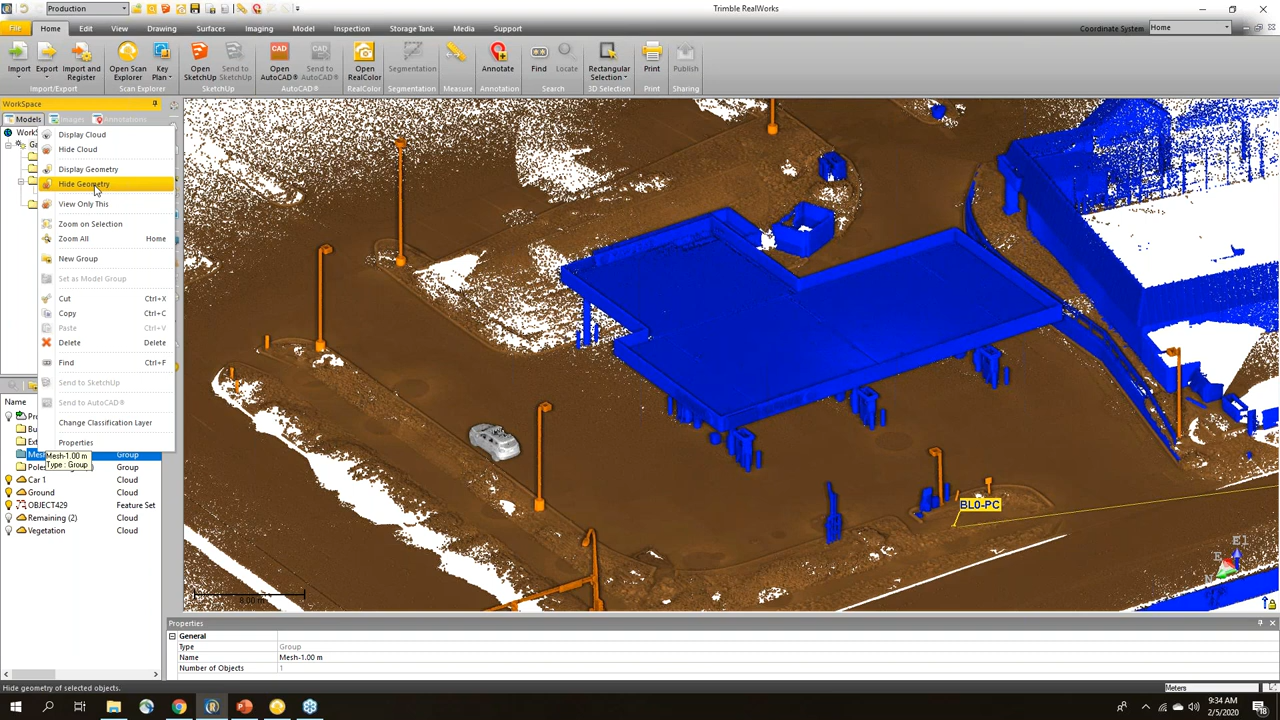 Production
Trimble RealWorks
File
Home
Edit
View
Drawing
Surfaces
Imaging
Model
Inspection
Storage Tank
Media
Support
Coordinate System
Home
Import
Export
Import and Register
Open Scan Explorer
Key Plan
Open SketchUp
Send to SketchUp
Open AutoCAD®
Send to AutoCAD®
Open RealColor
Segmentation
Annotate
Find
Locate
Rectangular Selection
Print
Publish
Import/Export
Scan Explorer
SketchUp
AutoCAD®
RealColor
Segmentation
Measure
Annotation
Search
3D Selection
Print
Sharing
WorkSpace
Models
Images
Annotations
Display Cloud
Hide Cloud
Display Geometry
Hide Geometry
View Only This
Zoom on Selection
Zoom All Home
New Group
Set as Model Group
Cut Ctrl+X
Copy Ctrl+C
Paste Ctrl+V
Delete Delete
Find Ctrl+F
Send to SketchUp
Send to AutoCAD®
Change Classification Layer
Properties
Name
Mesh-1.00 m
Type : Group
Group
Group
Car 1 Cloud
Ground Cloud
OBJECT429 Feature Set
Remaining (2) Cloud
Vegetation Cloud
BL0-PC
8.00 m
El
Properties
General
Type Group
Name Mesh-1.00 m
Number of Objects 1
Hide geometry of selected objects.
Meters
9:34 AM
2/5/2020
18